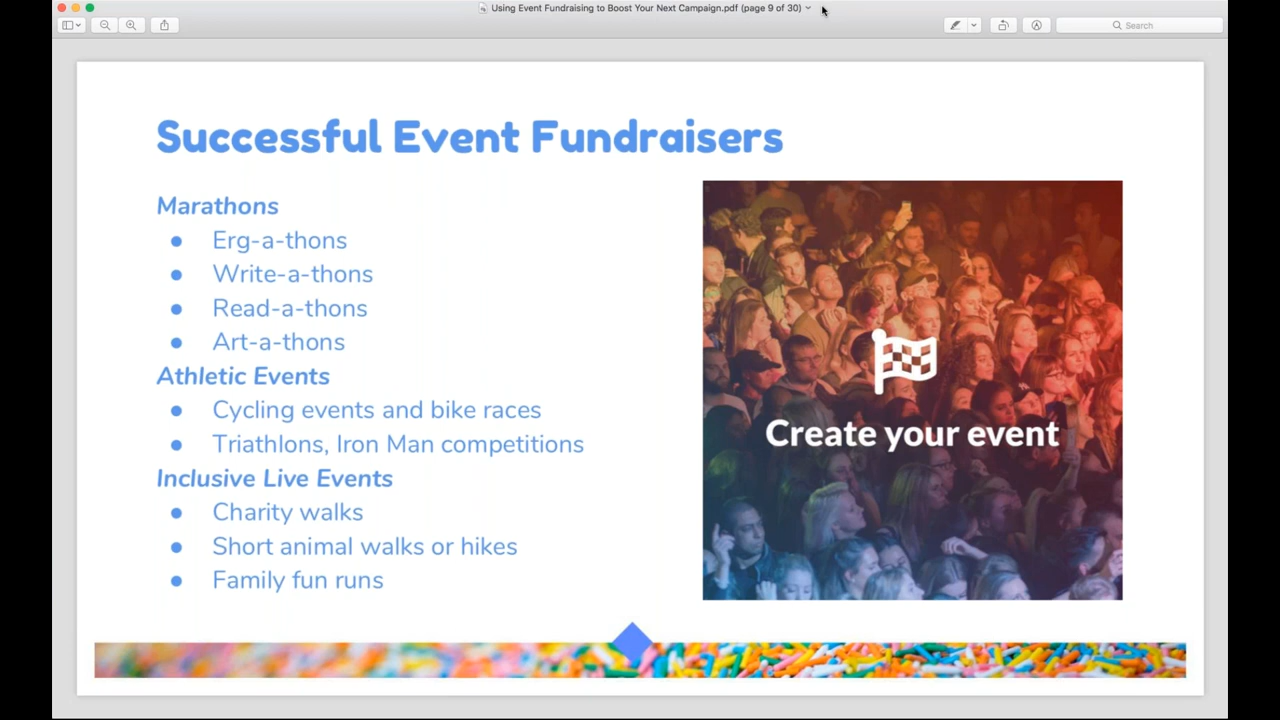 Using Event Fundraising to Boost Your Next Campaign.pdf (page 9 of 30)
Search
Successful Event Fundraisers
Marathons
● Erg-a-thons
● Write-a-thons
● Read-a-thons
● Art-a-thons
Athletic Events
● Cycling events and bike races
● Triathlons, Iron Man competitions
Inclusive Live Events
● Charity walks
● Short animal walks or hikes
● Family fun runs
Create your event